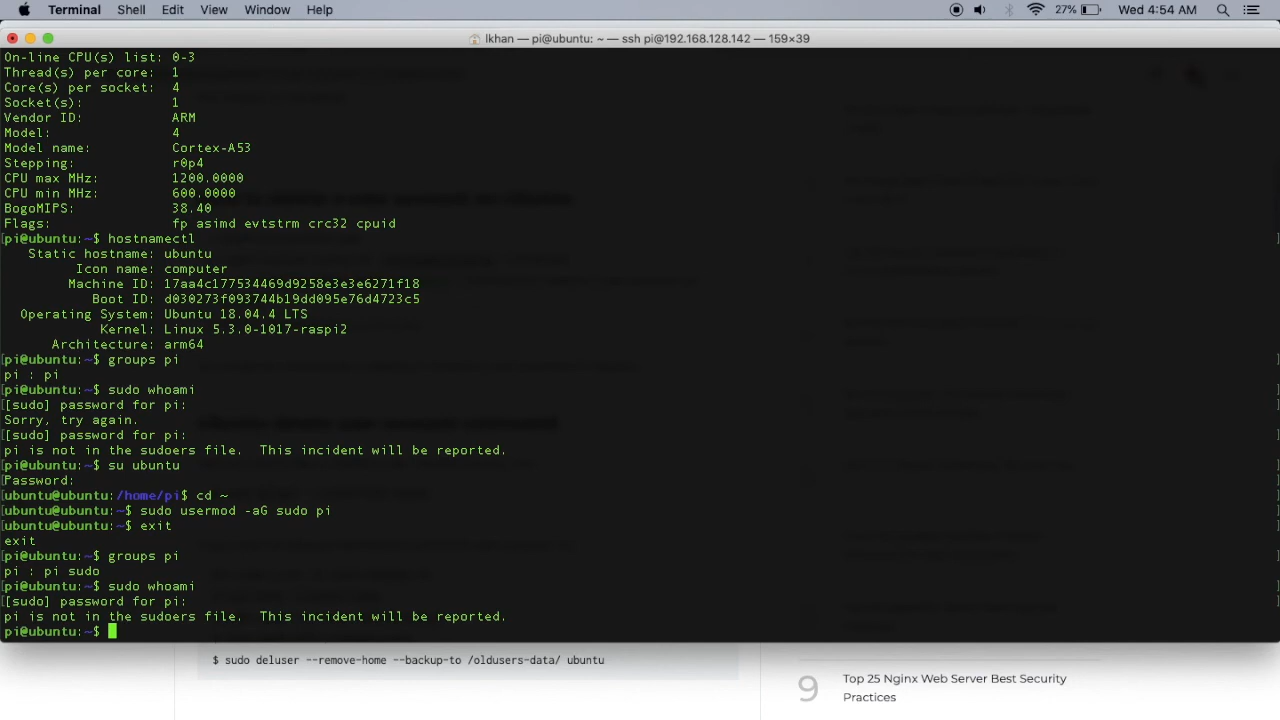 Terminal Shell Edit View Window Help 27% Wed 4:54 AM
lkhan — pi@ubuntu: ~ — ssh pi@192.168.128.142 — 159×39
On-line CPU(s) list: 0-3
Thread(s) per core: 1
Core(s) per socket: 4
Socket(s): 1
Vendor ID: ARM
Model: 4
Model name: Cortex-A53
Stepping: r0p4
CPU max MHz: 1200.0000
CPU min MHz: 600.0000
BogoMIPS: 38.40
Flags: fp asimd evtstrm crc32 cpuid
[pi@ubuntu:~$ hostnamectl ]
Static hostname: ubuntu
Icon name: computer
Machine ID: 17aa4c177534469d9258e3e3e6271f18
Boot ID: d030273f093744b19dd095e76d4723c5
Operating System: Ubuntu 18.04.4 LTS
Kernel: Linux 5.3.0-1017-raspi2
Architecture: arm64
[pi@ubuntu:~$ groups pi ]
pi : pi
[pi@ubuntu:~$ sudo whoami ]
[[sudo] password for pi: ]
Sorry, try again.
[[sudo] password for pi: ]
pi is not in the sudoers file.  This incident will be reported.
[pi@ubuntu:~$ su ubuntu ]
[Password: ]
[ubuntu@ubuntu:/home/pi$ cd ~ ]
[ubuntu@ubuntu:~$ sudo usermod -aG sudo pi ]
[ubuntu@ubuntu:~$ exit ]
exit
[pi@ubuntu:~$ groups pi ]
pi : pi sudo
[pi@ubuntu:~$ sudo whoami ]
[[sudo] password for pi: ]
pi is not in the sudoers file.  This incident will be reported.
pi@ubuntu:~$
$ sudo deluser --remove-home --backup-to /oldusers-data/ ubuntu
9 Top 25 Nginx Web Server Best Security
Practices